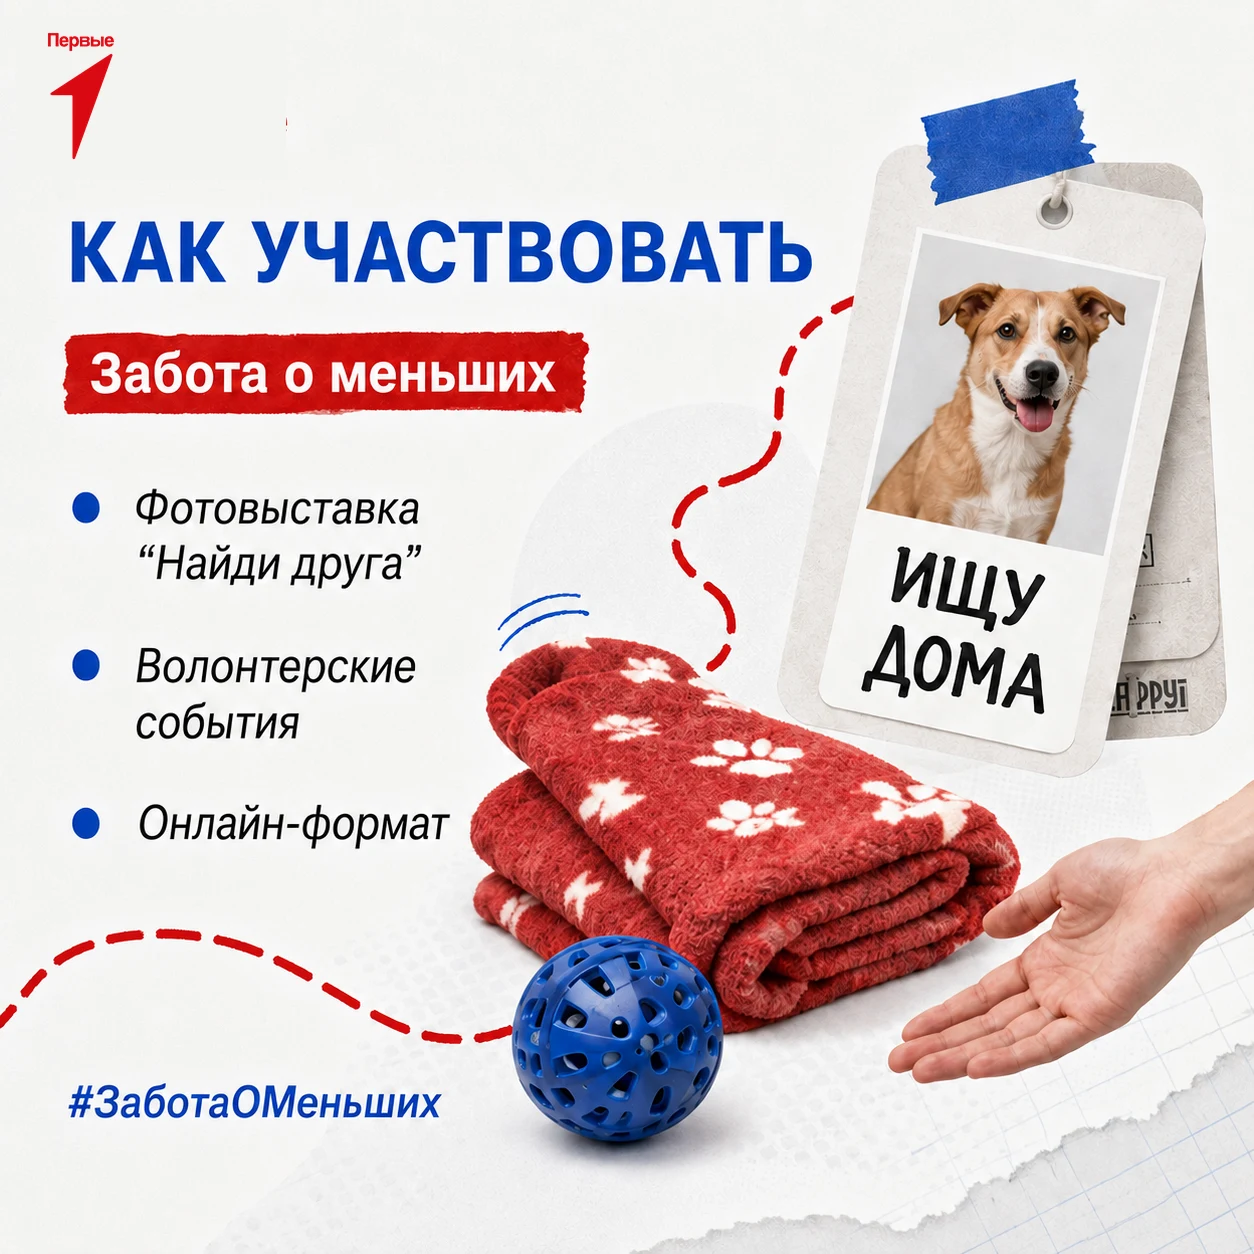 Первые
КАК УЧАСТВОВАТЬ
Забота о меньших
Фотовыставка
“Найди друга”
Волонтерские
события
Онлайн-формат
#ЗаботаОМеньших
ИЩУ
ДОМА